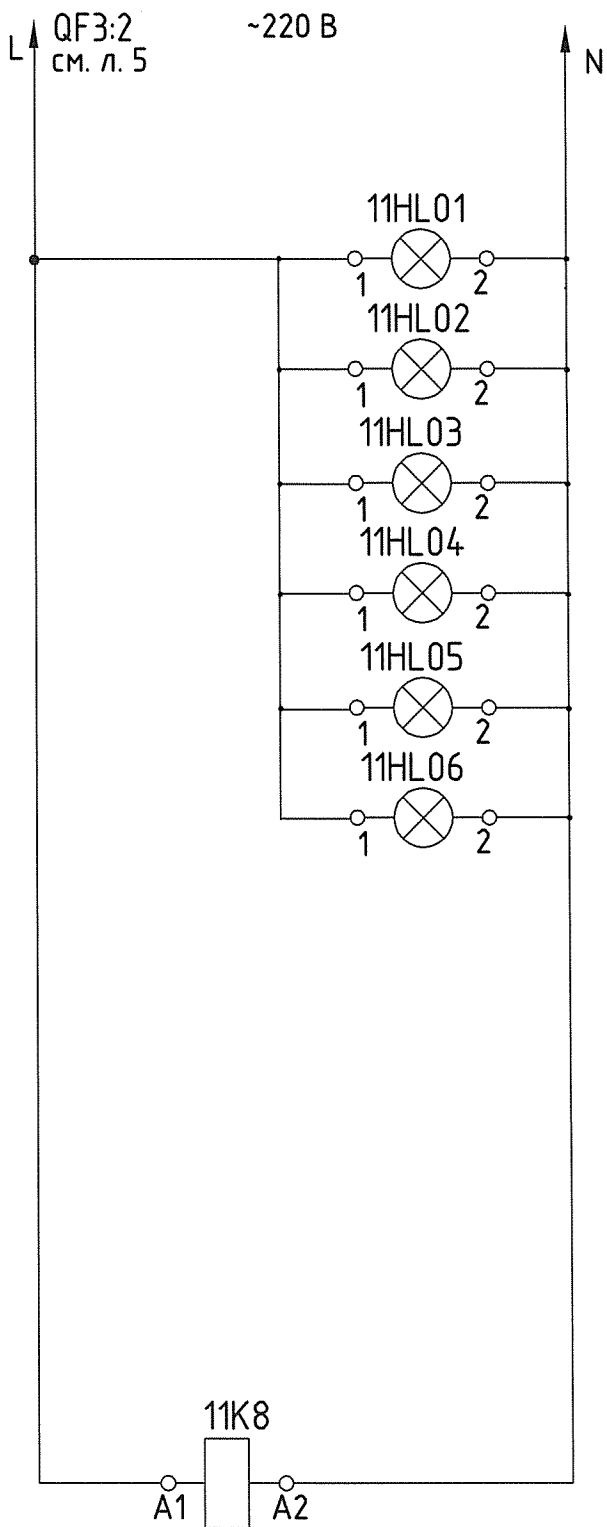 L QF3:2 ~220 В N
см. л. 5
11HL01
1 2
11HL02
1 2
11HL03
1 2
11HL04
1 2
11HL05
1 2
11HL06
1 2
11K8
A1 A2